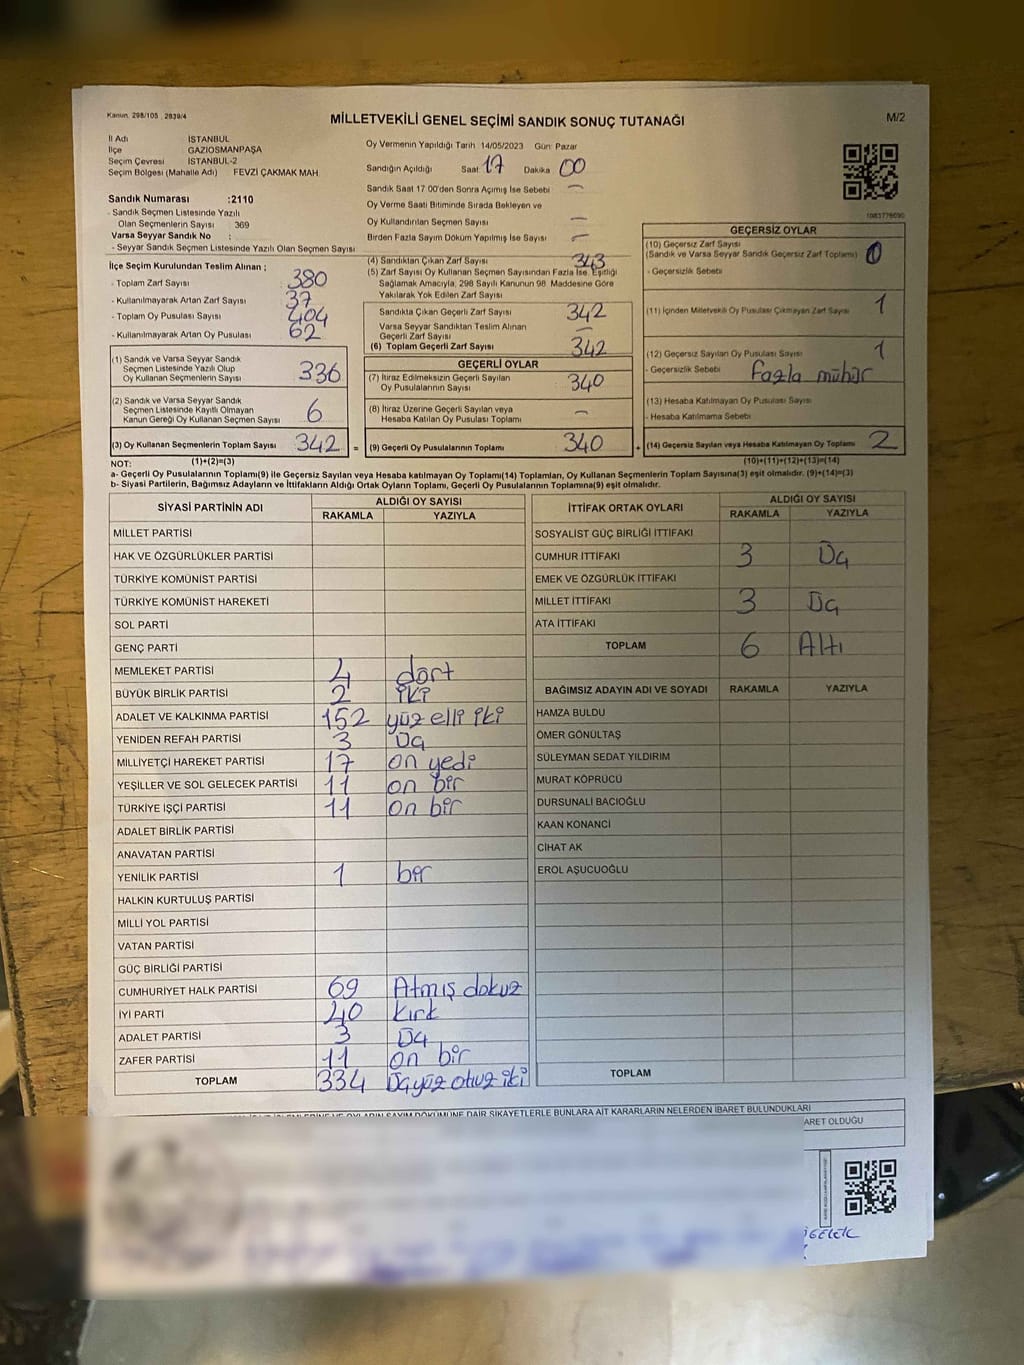 Kanun. 298/105 , 2839/4
MİLLETVEKİLİ GENEL SEÇİMİ SANDIK SONUÇ TUTANAĞI
M/2
İl Adı İSTANBUL
İlçe GAZİOSMANPAŞA
Seçim Çevresi İSTANBUL-2
Seçim Bölgesi (Mahalle Adı) FEVZİ ÇAKMAK MAH.
Sandık Numarası :2110
- Sandık Seçmen Listesinde Yazılı
Olan Seçmenlerin Sayısı : 369
Varsa Seyyar Sandık No :
- Seyyar Sandık Seçmen Listesinde Yazılı Olan Seçmen Sayısı
Oy Vermenin Yapıldığı Tarih 14/05/2023 Gün: Pazar
Sandığın Açıldığı Saat 17 Dakika 00
Sandık Saat 17:00'den Sonra Açımış İse Sebebi —
Oy Verme Saati Bitiminde Sırada Bekleyen ve
Oy Kullandırılan Seçmen Sayısı —
Birden Fazla Sayım Döküm Yapılmış İse Sayısı —
İlçe Seçim Kurulundan Teslim Alınan ;
- Toplam Zarf Sayısı 380
- Kullanılmayarak Artan Zarf Sayısı 37
- Toplam Oy Pusulası Sayısı 404
- Kullanılmayarak Artan Oy Pusulası 62
(1) Sandık ve Varsa Seyyar Sandık
Seçmen Listesinde Yazılı Olup
Oy Kullanan Seçmenlerin Sayısı 336
(2) Sandık ve Varsa Seyyar Sandık
Seçmen Listesinde Kayıtlı Olmayan
Kanun Gereği Oy Kullanan Seçmen Sayısı 6
(3) Oy Kullanan Seçmenlerin Toplam Sayısı 342 =
(4) Sandıktan Çıkan Zarf Sayısı 343
(5) Zarf Sayısı Oy Kullanan Seçmen Sayısından Fazla İse, Eşitliği
Sağlamak Amacıyla, 298 Sayılı Kanunun 98. Maddesine Göre
Yakılarak Yok Edilen Zarf Sayısı
Sandıkta Çıkan Geçerli Zarf Sayısı 342
Varsa Seyyar Sandıktan Teslim Alınan
Geçerli Zarf Sayısı —
(6) Toplam Geçerli Zarf Sayısı 342
GEÇERLİ OYLAR
(7) İtiraz Edilmeksizin Geçerli Sayılan
Oy Pusulalarının Sayısı 340
(8) İtiraz Üzerine Geçerli Sayılan veya
Hesaba Katılan Oy Pusulası Toplamı —
(9) Geçerli Oy Pusulalarının Toplamı 340 +
1083778690
GEÇERSİZ OYLAR
(10) Geçersiz Zarf Sayısı
(Sandık ve Varsa Seyyar Sandık Geçersiz Zarf Toplamı) 0
- Geçersizlik Sebebi
(11) İçinden Milletvekili Oy Pusulası Çıkmayan Zarf Sayısı 1
(12) Geçersiz Sayılan Oy Pusulası Sayısı 1
- Geçersizlik Sebebi fazla mühür
(13) Hesaba Katılmayan Oy Pusulası Sayısı
- Hesaba Katılmama Sebebi
(14) Geçersiz Sayılan veya Hesaba Katılmayan Oy Toplamı 2
NOT: (1)+(2)=(3) (10)+(11)+(12)+(13)=(14)
a- Geçerli Oy Pusulalarının Toplamı(9) ile Geçersiz Sayılan veya Hesaba katılmayan Oy Toplamı(14) Toplamları, Oy Kullanan Seçmenlerin Toplam Sayısına(3) eşit olmalıdır. (9)+(14)=(3)
b- Siyasi Partilerin, Bağımsız Adayların ve İttifakların Aldığı Ortak Oyların Toplamı, Geçerli Oy Pusulalarının Toplamına(9) eşit olmalıdır.
SİYASİ PARTİNİN ADI ALDIĞI OY SAYISI
RAKAMLA YAZIYLA
MİLLET PARTİSİ
HAK VE ÖZGÜRLÜKLER PARTİSİ
TÜRKİYE KOMÜNİST PARTİSİ
TÜRKİYE KOMÜNİST HAREKETİ
SOL PARTİ
GENÇ PARTİ
MEMLEKET PARTİSİ 4 dört
BÜYÜK BİRLİK PARTİSİ 2 iki
ADALET VE KALKINMA PARTİSİ 152 yüz elli iki
YENİDEN REFAH PARTİSİ 3 Üç
MİLLİYETÇİ HAREKET PARTİSİ 17 on yedi
YEŞİLLER VE SOL GELECEK PARTİSİ 11 on bir
TÜRKİYE İŞÇİ PARTİSİ 11 on bir
ADALET BİRLİK PARTİSİ
ANAVATAN PARTİSİ
YENİLİK PARTİSİ 1 bir
HALKIN KURTULUŞ PARTİSİ
MİLLİ YOL PARTİSİ
VATAN PARTİSİ
GÜÇ BİRLİĞİ PARTİSİ
CUMHURİYET HALK PARTİSİ 69 Atmış dokuz
İYİ PARTİ 40 kırk
ADALET PARTİSİ 3 Üç
ZAFER PARTİSİ 11 on bir
TOPLAM 334 Üçyüz otuz iki
İTTİFAK ORTAK OYLARI ALDIĞI OY SAYISI
RAKAMLA YAZIYLA
SOSYALİST GÜÇ BİRLİĞİ İTTİFAKI
CUMHUR İTTİFAKI 3 Üç
EMEK VE ÖZGÜRLÜK İTTİFAKI
MİLLET İTTİFAKI 3 Üç
ATA İTTİFAKI
TOPLAM 6 Altı
BAĞIMSIZ ADAYIN ADI VE SOYADI RAKAMLA YAZIYLA
HAMZA BULDU
ÖMER GÖNÜLTAŞ
SÜLEYMAN SEDAT YILDIRIM
MURAT KÖPRÜCÜ
DURSUNALİ BACIOĞLU
KAAN KONANCİ
CİHAT AK
EROL AŞUCUOĞLU
TOPLAM
OYLARIN SAYIM DÖKÜMÜNE DAİR ŞİKAYETLERLE BUNLARA AİT KARARLARIN NELERDEN İBARET BULUNDUKLARI
ARET OLDUĞU